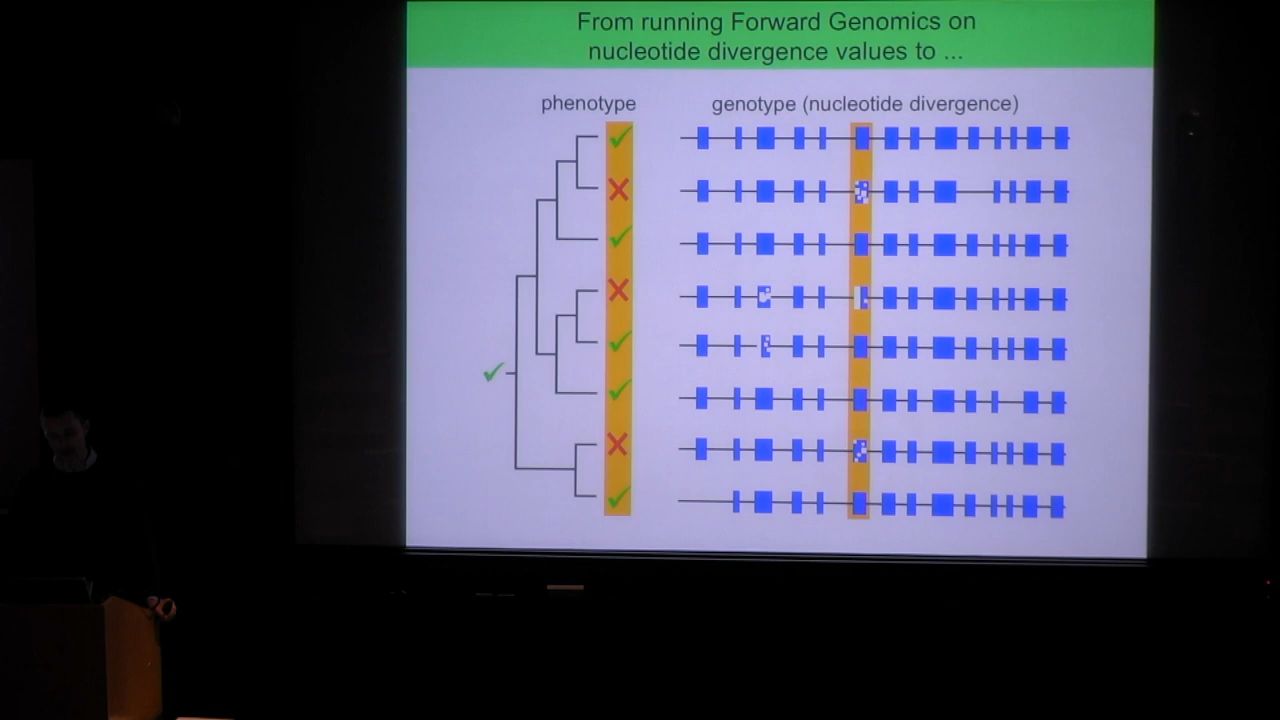 From running Forward Genomics on
nucleotide divergence values to ...
phenotype
genotype (nucleotide divergence)